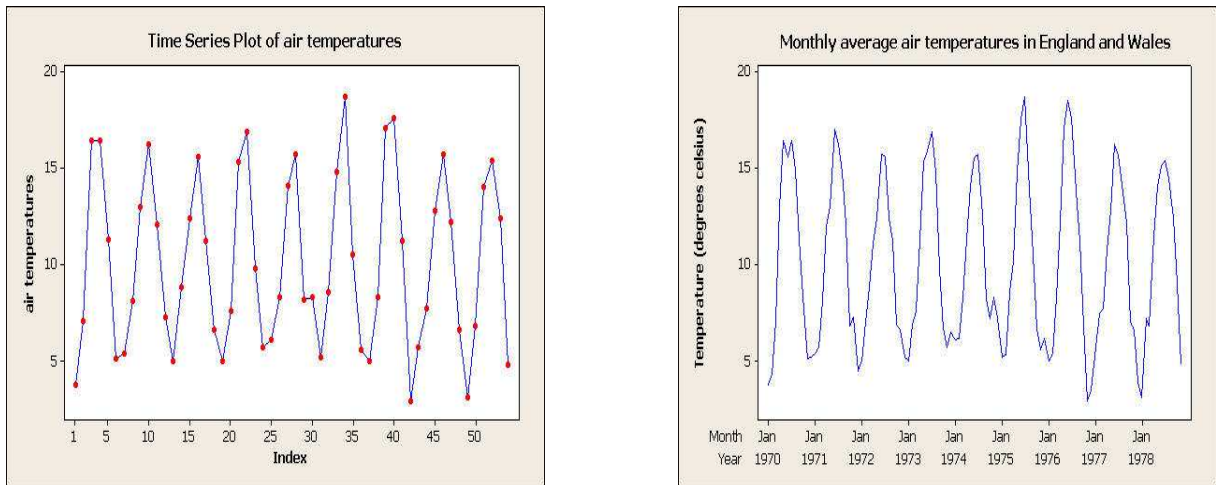 Time Series Plot of air temperatures
20
15
10
5
air temperatures
1 5 10 15 20 25 30 35 40 45 50
Index
Monthly average air temperatures in England and Wales
20
15
10
5
Temperature (degrees celsius)
Month Jan Jan Jan Jan Jan Jan Jan Jan Jan
Year 1970 1971 1972 1973 1974 1975 1976 1977 1978